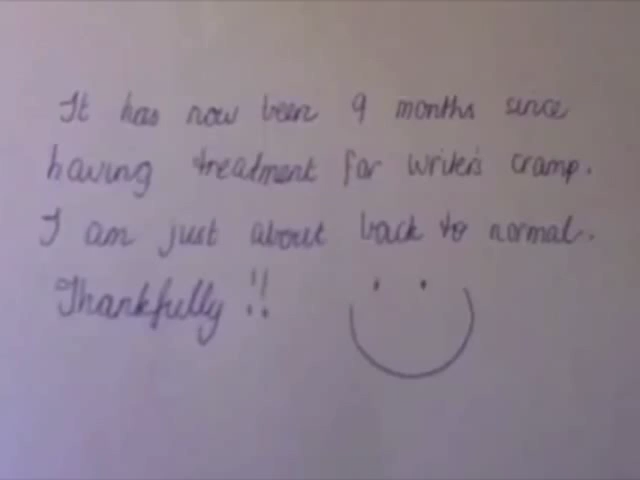 It has now been 9 months since
having treatment for writer's cramp.
I am just about back to normal.
Thankfully!!